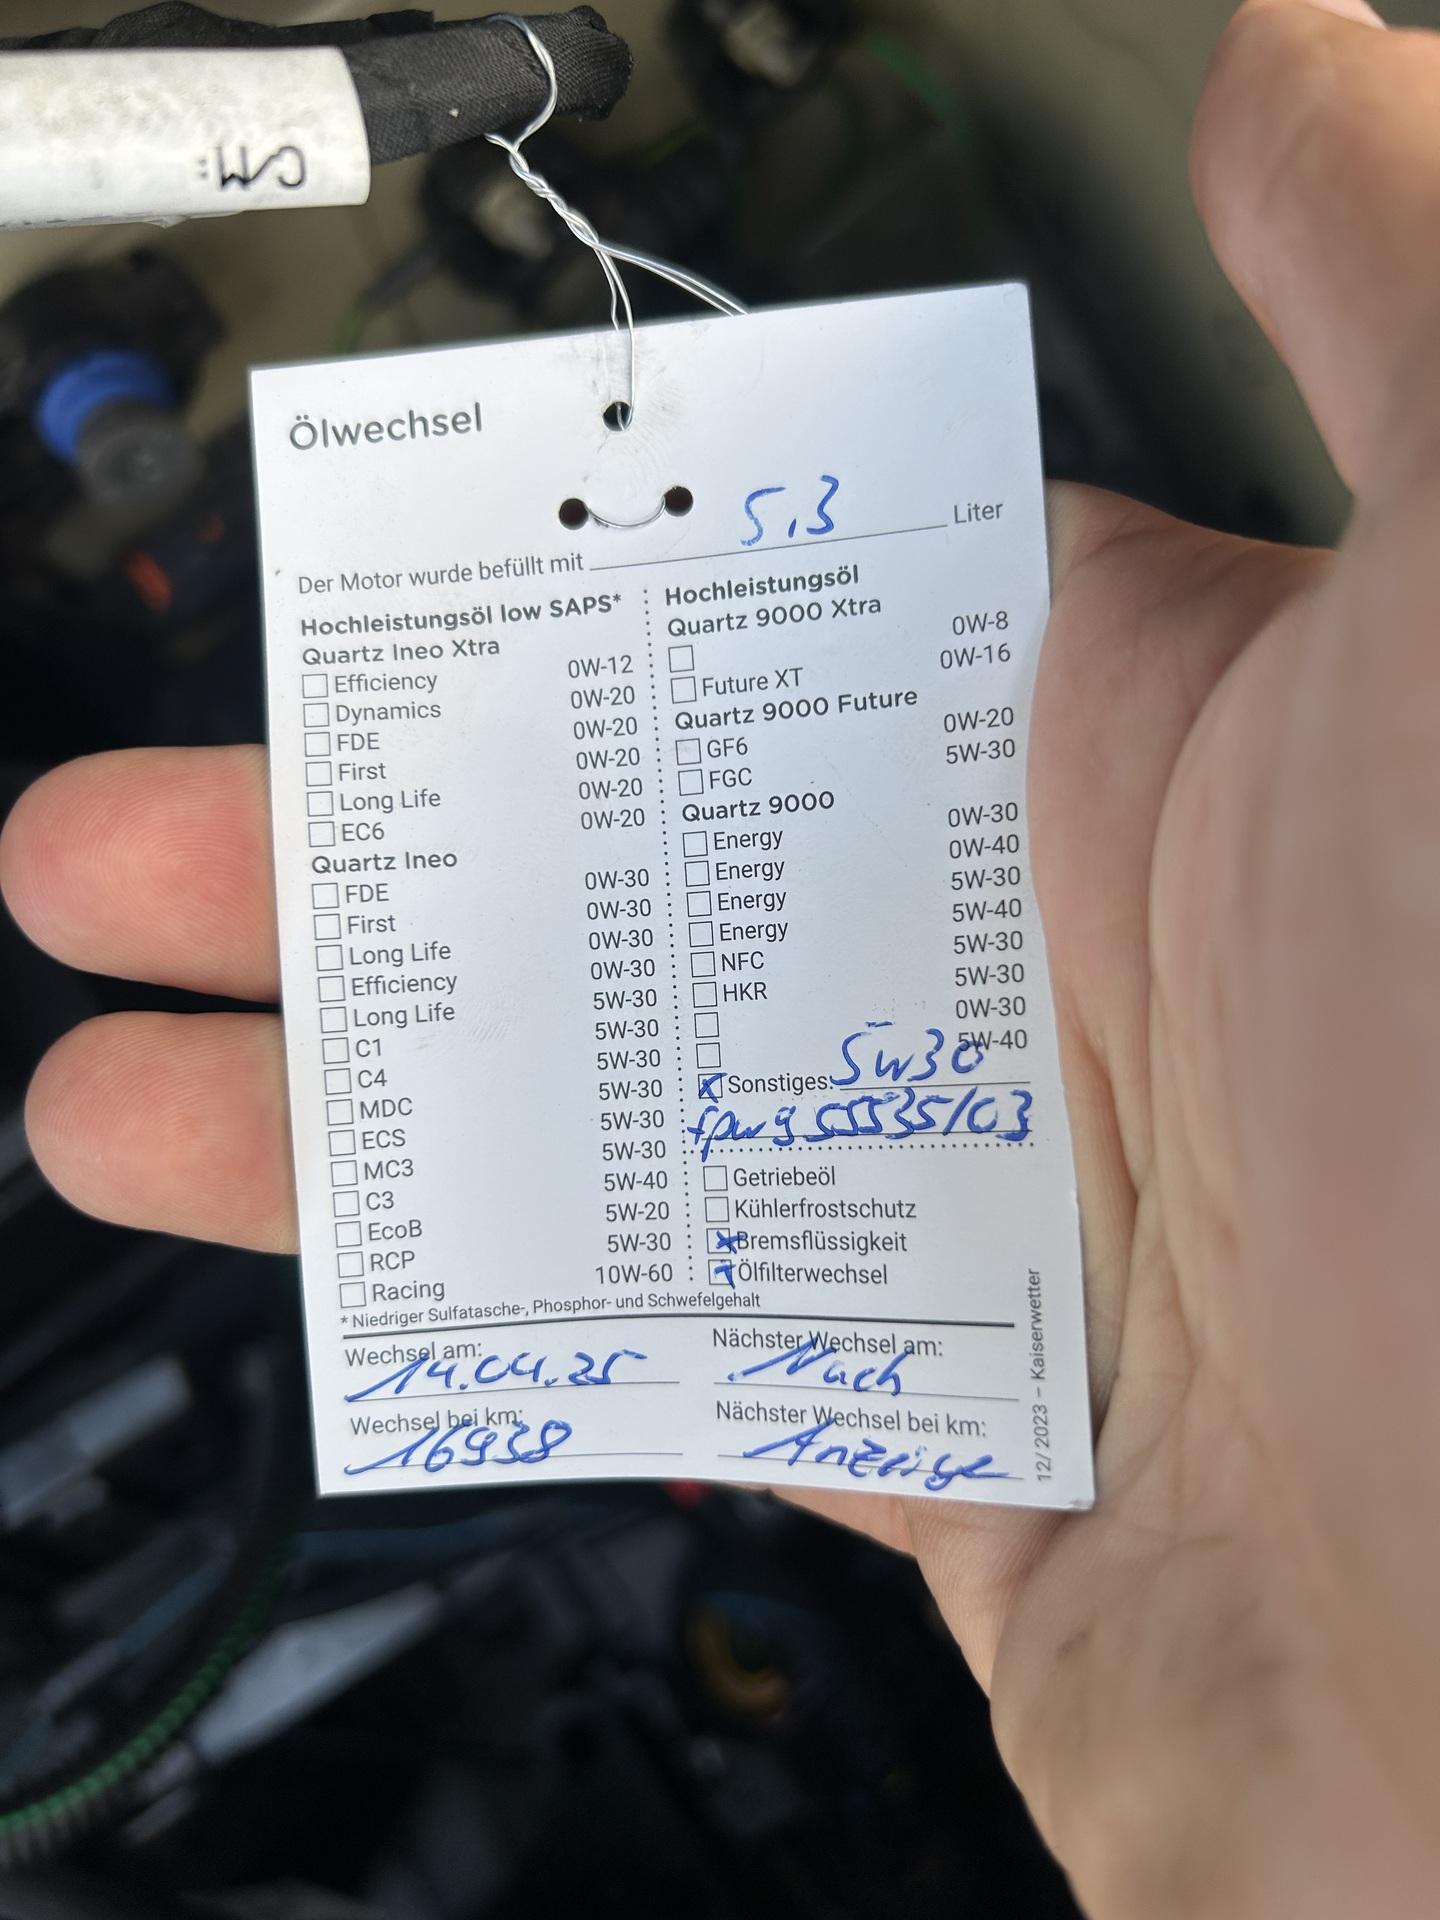 CM:
Ölwechsel
Der Motor wurde befüllt mit 5,3 Liter
Hochleistungsöl low SAPS*
Quartz Ineo Xtra
Efficiency 0W-12
Dynamics 0W-20
FDE 0W-20
First 0W-20
Long Life 0W-20
EC6 0W-20
Quartz Ineo
FDE 0W-30
First 0W-30
Long Life 0W-30
Efficiency 0W-30
Long Life 5W-30
C1 5W-30
C4 5W-30
MDC 5W-30
ECS 5W-30
MC3 5W-30
C3 5W-40
EcoB 5W-20
RCP 5W-30
Racing 10W-60
* Niedriger Sulfatasche-, Phosphor- und Schwefelgehalt
Hochleistungsöl
Quartz 9000 Xtra
0W-8
Future XT 0W-16
Quartz 9000 Future
GF6 0W-20
FGC 5W-30
Quartz 9000
Energy 0W-30
Energy 0W-40
Energy 5W-30
Energy 5W-40
NFC 5W-30
HKR 5W-30
0W-30
5W-40
Sonstiges: 5W30
55535/03
Getriebeöl
Kühlerfrostschutz
Bremsflüssigkeit
Ölfilterwechsel
Wechsel am: 14.04.25
Nächster Wechsel am: Nach
Wechsel bei km: 16938
Nächster Wechsel bei km: Anzeige
12/2023 – Kaiserwetter